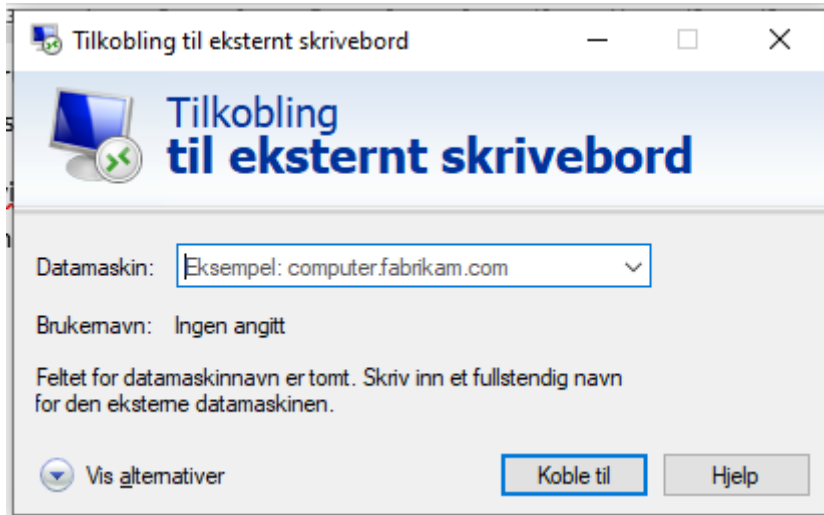 Tilkobling til eksternt skrivebord
Tilkobling
til eksternt skrivebord
Datamaskin: Eksempel: computer.fabrikam.com
Brukernavn: Ingen angitt
Feltet for datamaskinnavn er tomt. Skriv inn et fullstendig navn
for den eksterne datamaskinen.
Vis alternativer Koble til Hjelp